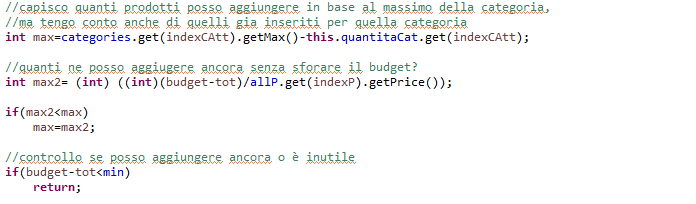 //capisco quanti prodotti posso aggiungere in base al massimo della categoria,
//ma tengo conto anche di quelli gia inseriti per quella categoria
int max=categories.get(indexCAtt).getMax()-this.quantitaCat.get(indexCAtt);
//quanti ne posso aggiugere ancora senza sforare il budget?
int max2= (int) ((int)(budget-tot)/allP.get(indexP).getPrice());
if(max2<max)
max=max2;
//controllo se posso aggiungere ancora o è inutile
if(budget-tot<min)
return;